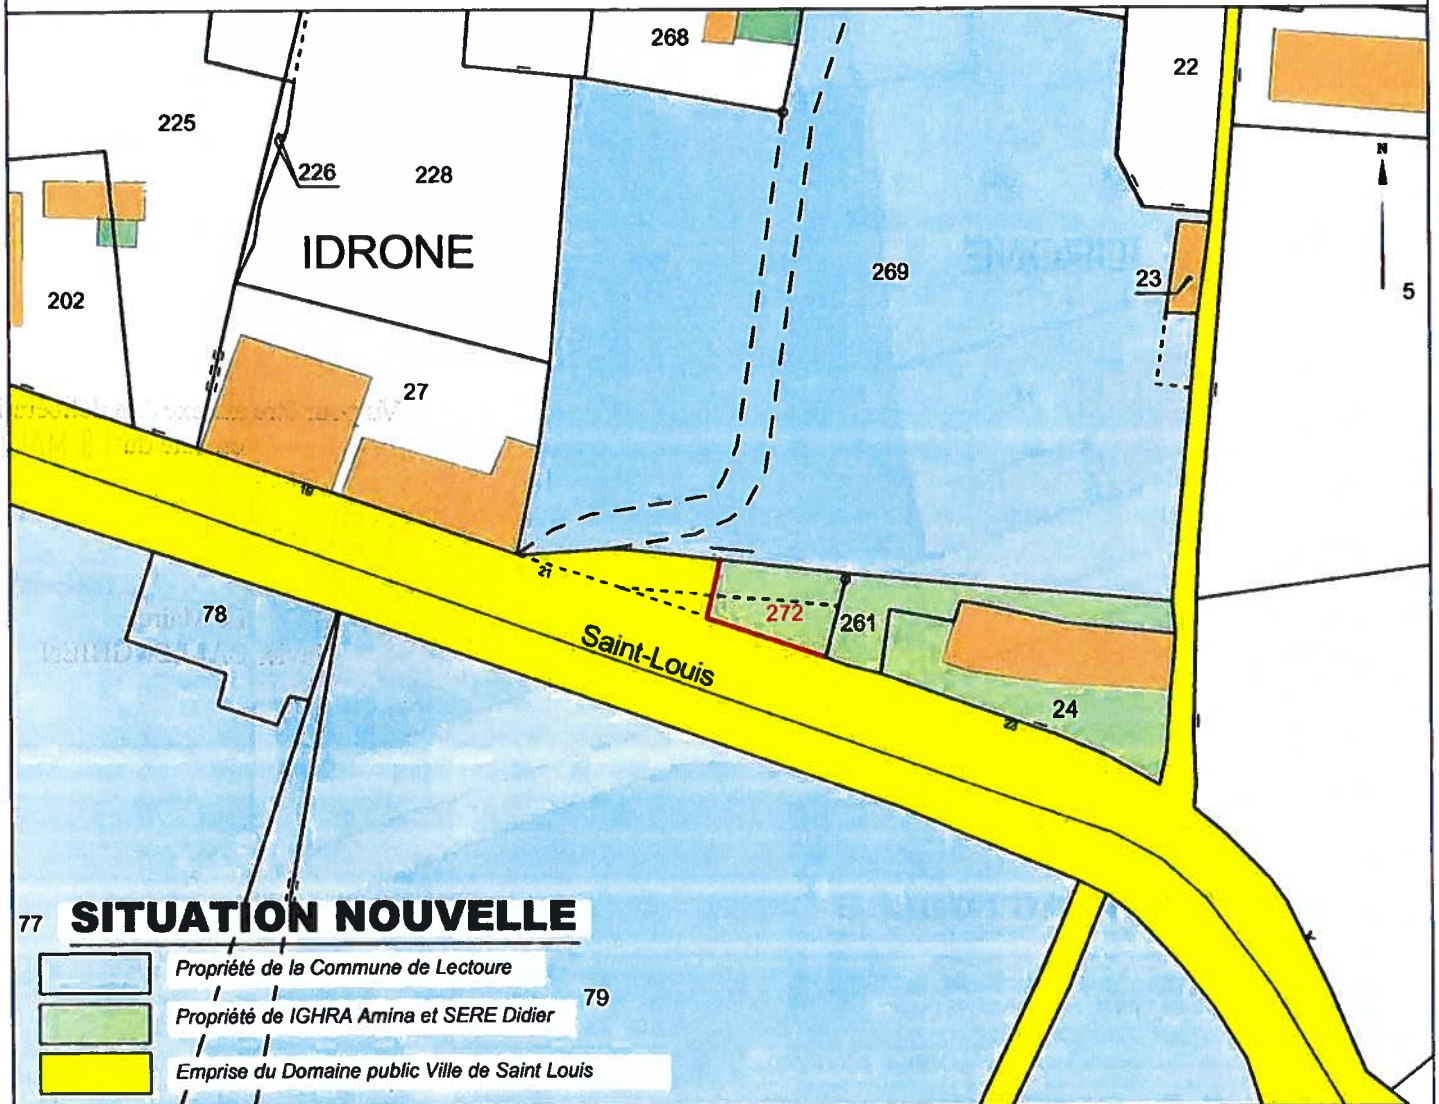 268
22
225
N
226
228
IDRONE
269
23
5
202
27
19
21
78
272
261
Saint-Louis
24
77
SITUATION NOUVELLE
Propriété de la Commune de Lectoure
79
Propriété de IGHRA Amina et SERE Didier
Emprise du Domaine public Ville de Saint Louis